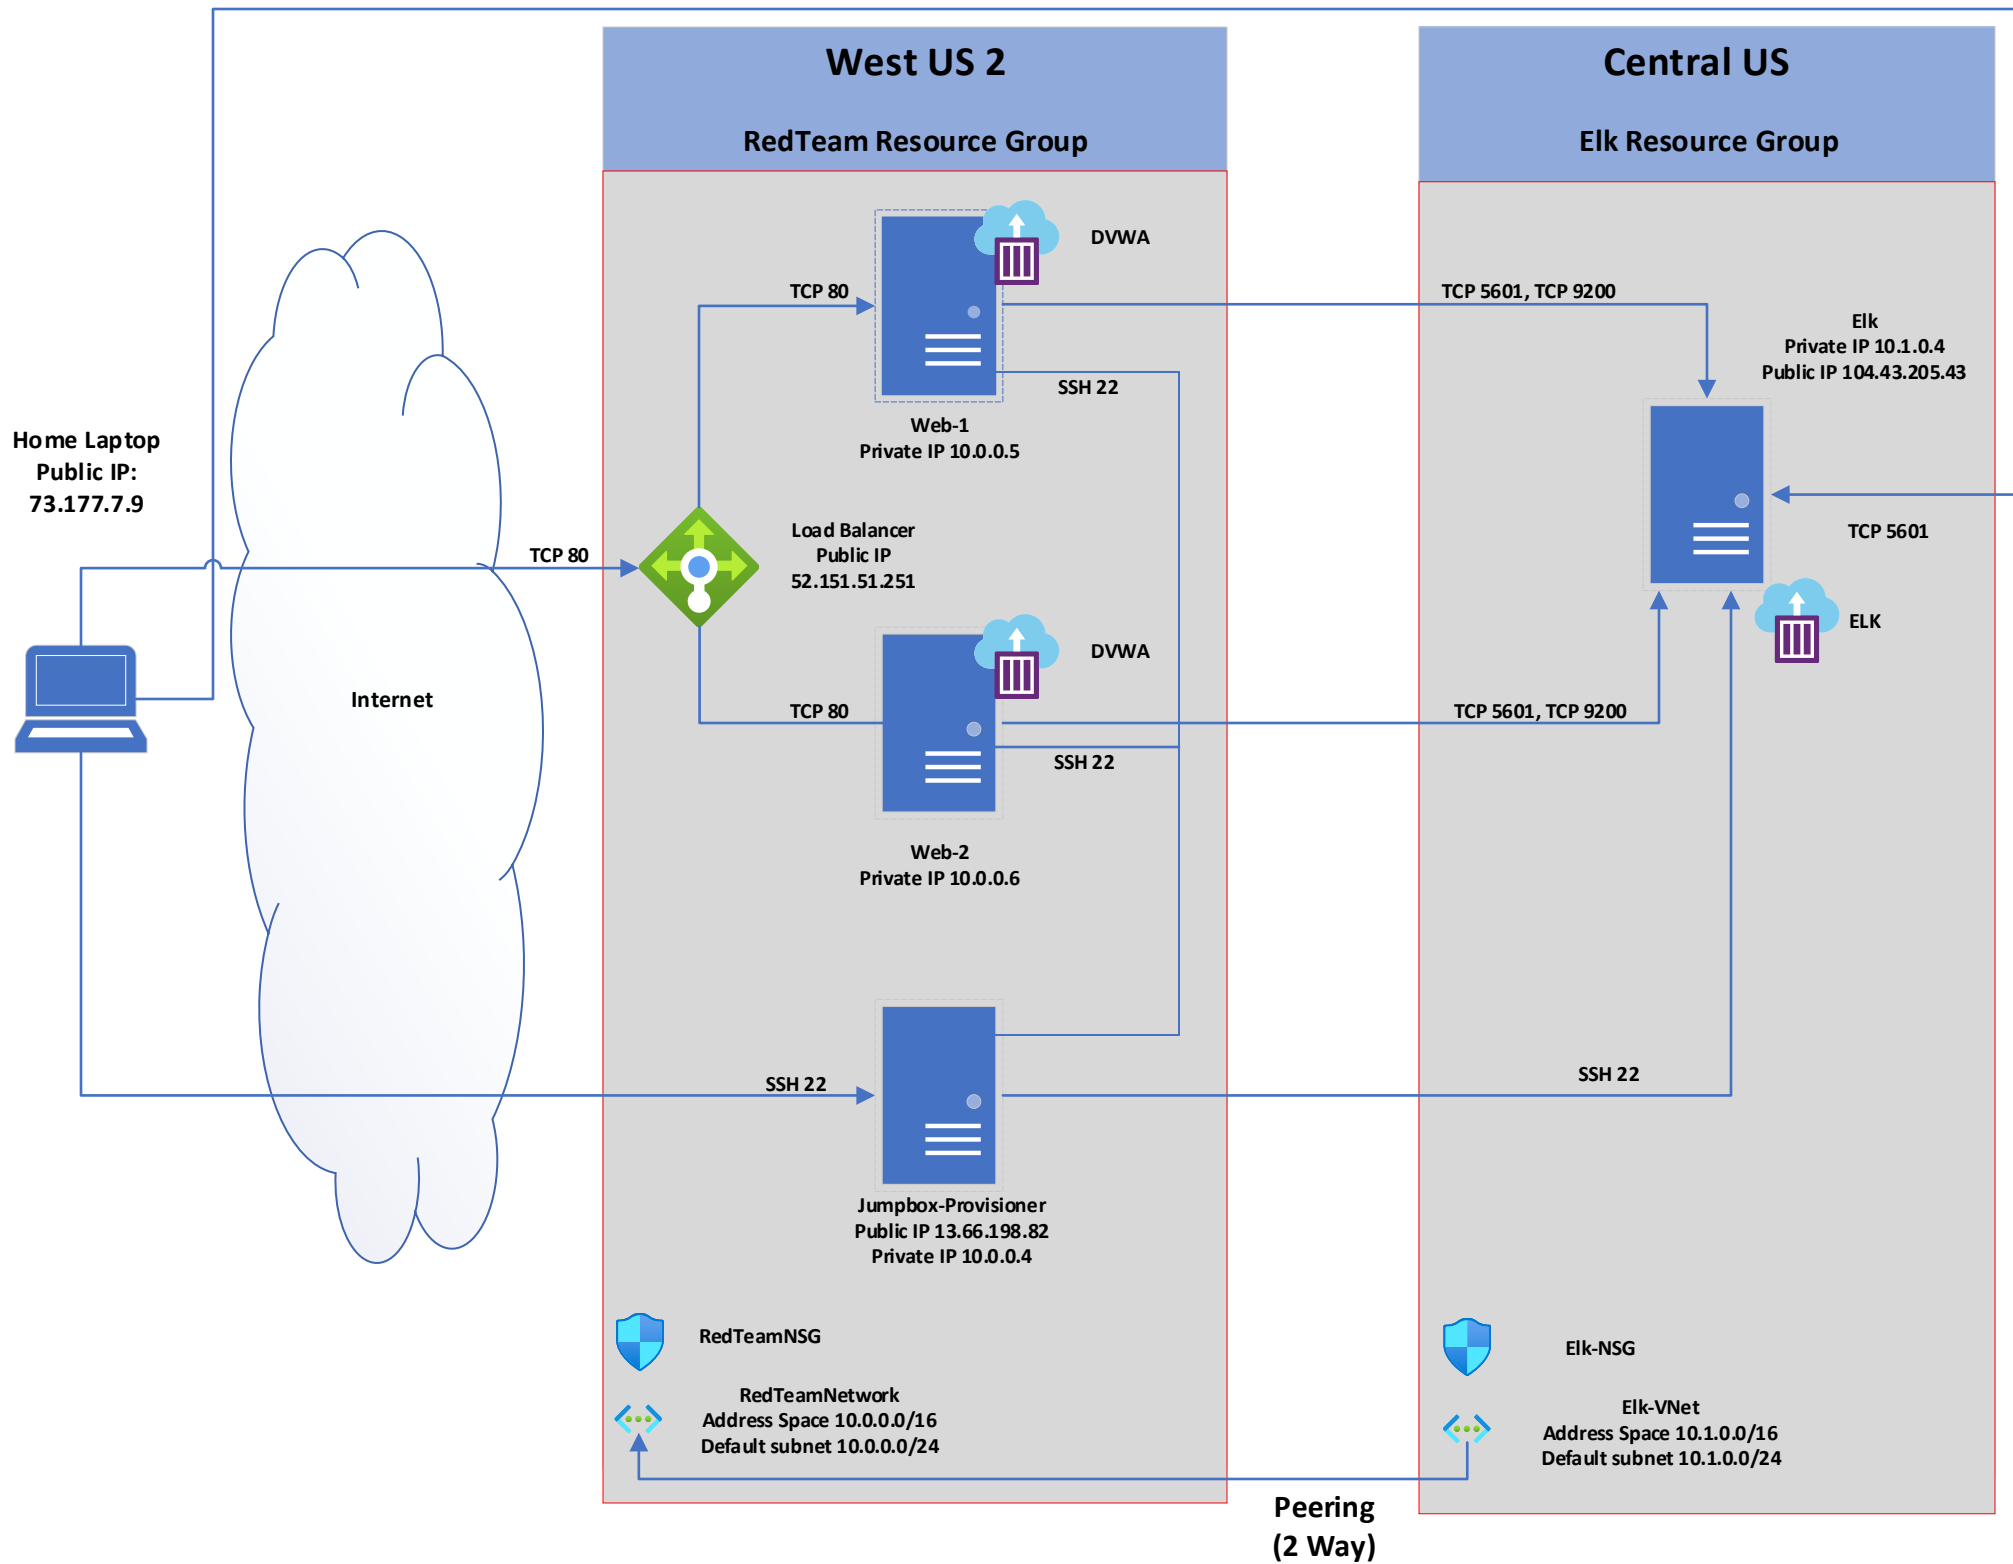 West US 2
RedTeam Resource Group
Central US
Elk Resource Group
DVWA
TCP 80
TCP 5601, TCP 9200
SSH 22
Web-1
Private IP 10.0.0.5
Elk
Private IP 10.1.0.4
Public IP 104.43.205.43
Home Laptop
Public IP:
73.177.7.9
TCP 80
Load Balancer
Public IP
52.151.51.251
TCP 5601
ELK
Internet
DVWA
TCP 80
TCP 5601, TCP 9200
SSH 22
Web-2
Private IP 10.0.0.6
SSH 22
SSH 22
Jumpbox-Provisioner
Public IP 13.66.198.82
Private IP 10.0.0.4
RedTeamNSG
Elk-NSG
RedTeamNetwork
Address Space 10.0.0.0/16
Default subnet 10.0.0.0/24
Elk-VNet
Address Space 10.1.0.0/16
Default subnet 10.1.0.0/24
Peering
(2 Way)